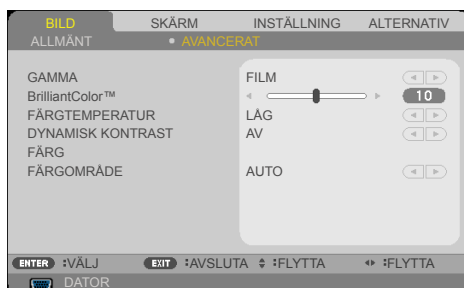 BILD SKÄRM INSTÄLLNING ALTERNATIV
ALLMÄNT • AVANCERAT
GAMMA FILM
BrilliantColor™ 10
FÄRGTEMPERATUR LÅG
DYNAMISK KONTRAST AV
FÄRG
FÄRGOMRÅDE AUTO
ENTER :VÄLJ EXIT :AVSLUTA :FLYTTA :FLYTTA
DATOR